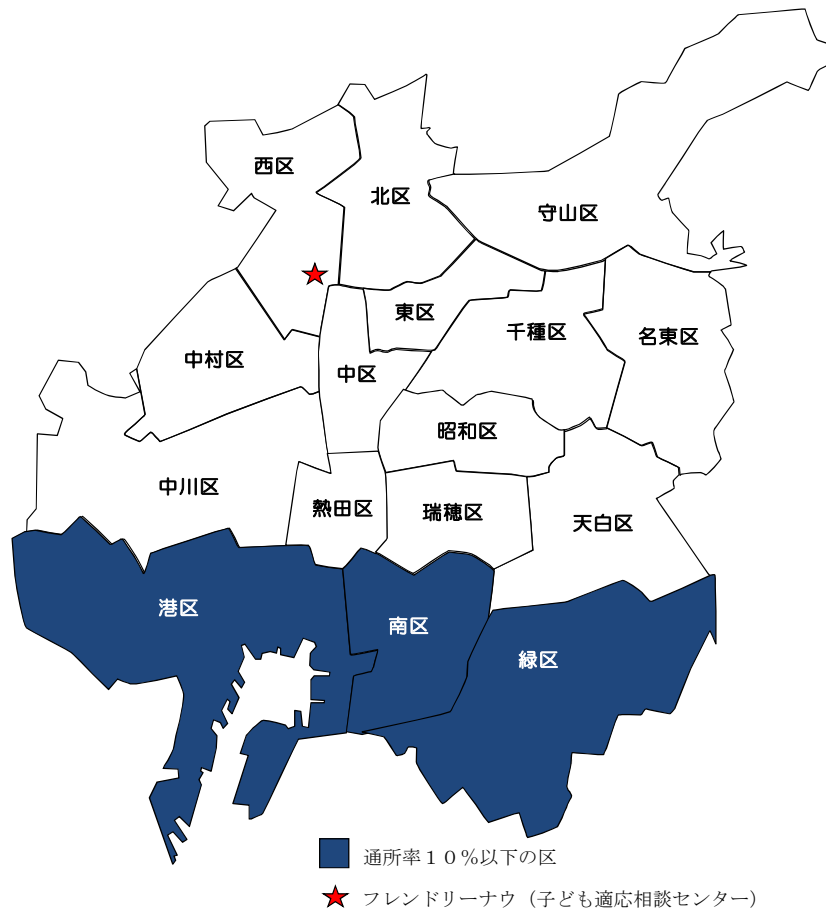 西区
北区
守山区
東区
千種区
名東区
中村区
中区
昭和区
中川区
熱田区
瑞穂区
天白区
港区
南区
緑区
通所率10％以下の区
フレンドリーナウ（子ども適応相談センター）